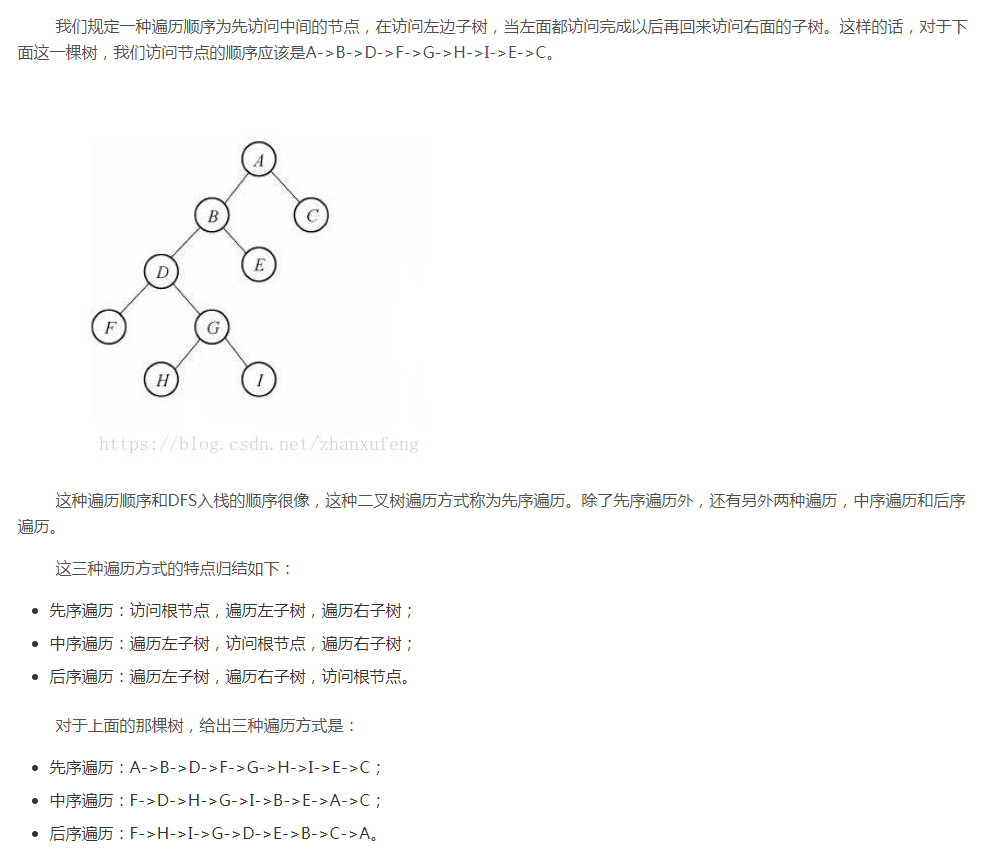 我们规定一种遍历顺序为先访问中间的节点，在访问左边子树，当左面都访问完成以后再回来访问右面的子树。这样的话，对于下
面这一棵树，我们访问节点的顺序应该是A->B->D->F->G->H->I->E->C。
A
B
C
D
E
F
G
H
I
https://blog.csdn.net/zhanxufeng
这种遍历顺序和DFS入栈的顺序很像，这种二叉树遍历方式称为先序遍历。除了先序遍历外，还有另外两种遍历，中序遍历和后序
遍历。
这三种遍历方式的特点归结如下：
• 先序遍历：访问根节点，遍历左子树，遍历右子树；
• 中序遍历：遍历左子树，访问根节点，遍历右子树；
• 后序遍历：遍历左子树，遍历右子树，访问根节点。
对于上面的那棵树，给出三种遍历方式是：
• 先序遍历：A->B->D->F->G->H->I->E->C；
• 中序遍历：F->D->H->G->I->B->E->A->C；
• 后序遍历：F->H->I->G->D->E->B->C->A。